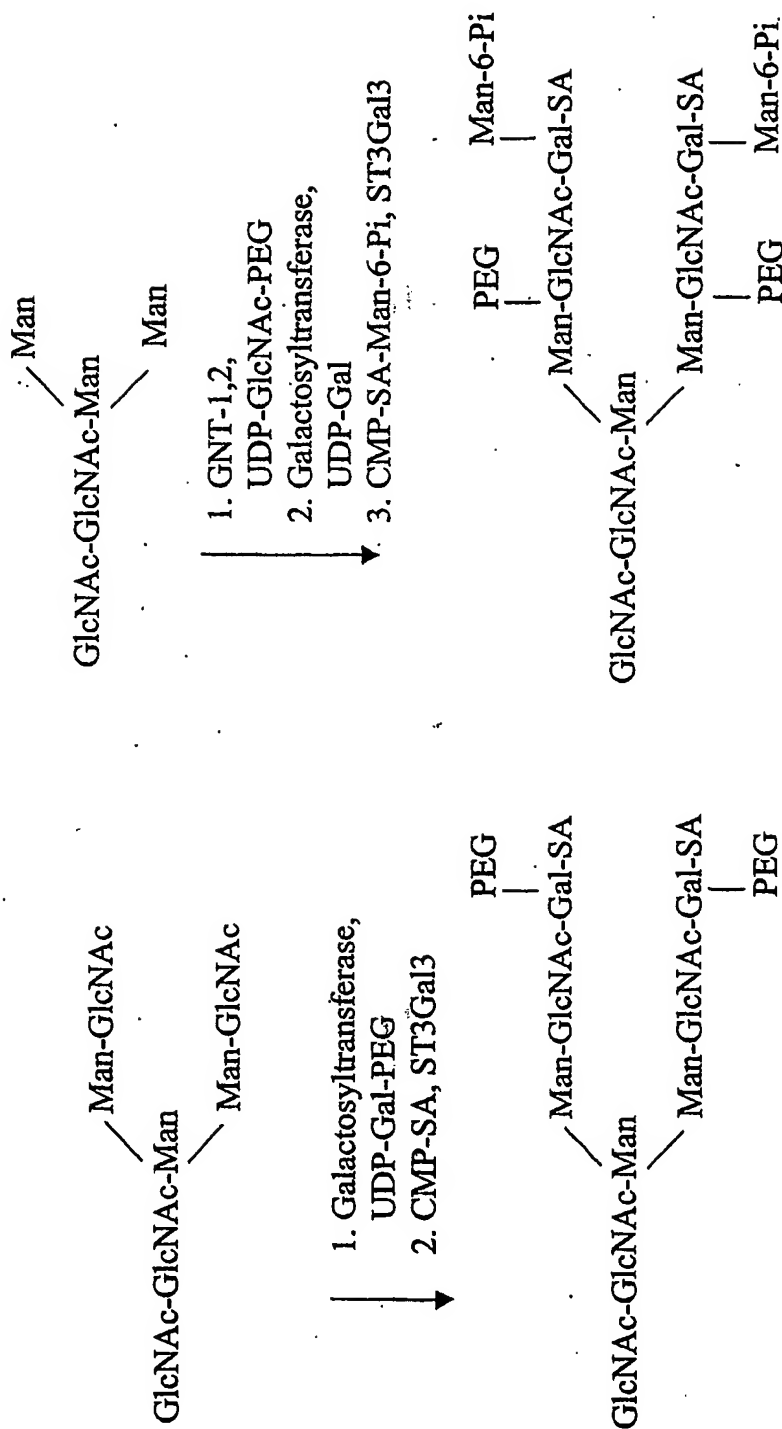 Man-GlcNAc
GlcNAc-GlcNAc-Man
Man-GlcNAc
1. Galactosyltransferase,
UDP-Gal-PEG
2. CMP-SA, ST3Gal3
PEG
Man-GlcNAc-Gal-SA
GlcNAc-GlcNAc-Man
Man-GlcNAc-Gal-SA
PEG
Man
GlcNAc-GlcNAc-Man
Man
1. GNT-1,2,
UDP-GlcNAc-PEG
2. Galactosyltransferase,
UDP-Gal
3. CMP-SA-Man-6-Pi, ST3Gal3
PEG Man-6-Pi
Man-GlcNAc-Gal-SA
GlcNAc-GlcNAc-Man
Man-GlcNAc-Gal-SA
PEG Man-6-Pi